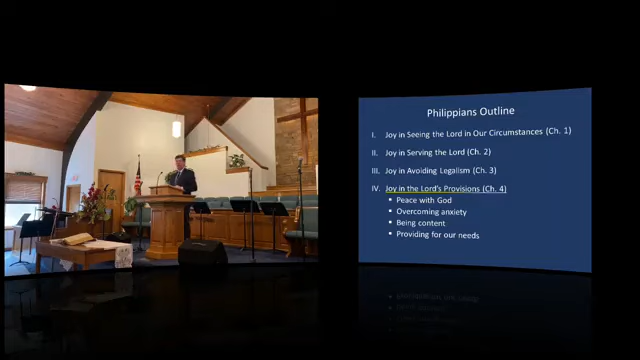 Philippians Outline
I. Joy in Seeing the Lord in Our Circumstances (Ch. 1)
II. Joy in Serving the Lord (Ch. 2)
III. Joy in Avoiding Legalism (Ch. 3)
IV. Joy in the Lord's Provisions (Ch. 4)
▪ Peace with God
▪ Overcoming anxiety
▪ Being content
▪ Providing for our needs